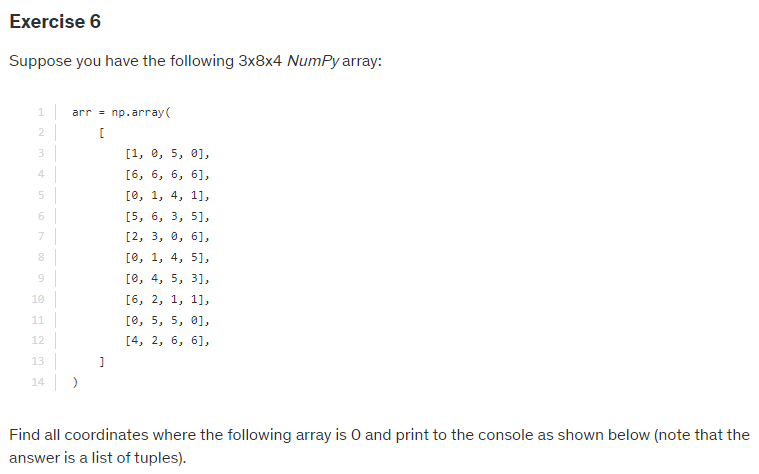 Exercise 6
Suppose you have the following 3x8x4 NumPy array:
1 arr = np.array(
2 [
3 [1, 0, 5, 0],
4 [6, 6, 6, 6],
5 [0, 1, 4, 1],
6 [5, 6, 3, 5],
7 [2, 3, 0, 6],
8 [0, 1, 4, 5],
9 [0, 4, 5, 3],
10 [6, 2, 1, 1],
11 [0, 5, 5, 0],
12 [4, 2, 6, 6],
13 ]
14 )
Find all coordinates where the following array is 0 and print to the console as shown below (note that the
answer is a list of tuples).